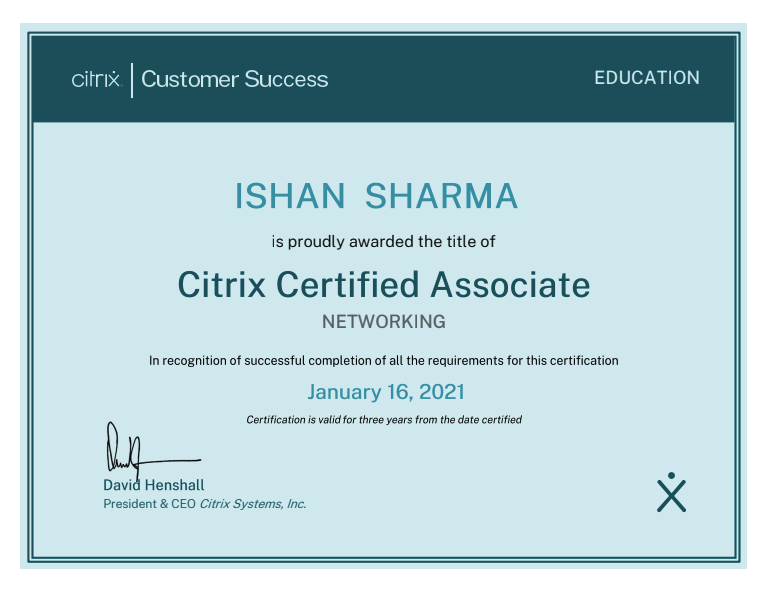 citrix | Customer Success
EDUCATION
ISHAN SHARMA
is proudly awarded the title of
Citrix Certified Associate
NETWORKING
In recognition of successful completion of all the requirements for this certification
January 16, 2021
Certification is valid for three years from the date certified
David Henshall
President & CEO Citrix Systems, Inc.